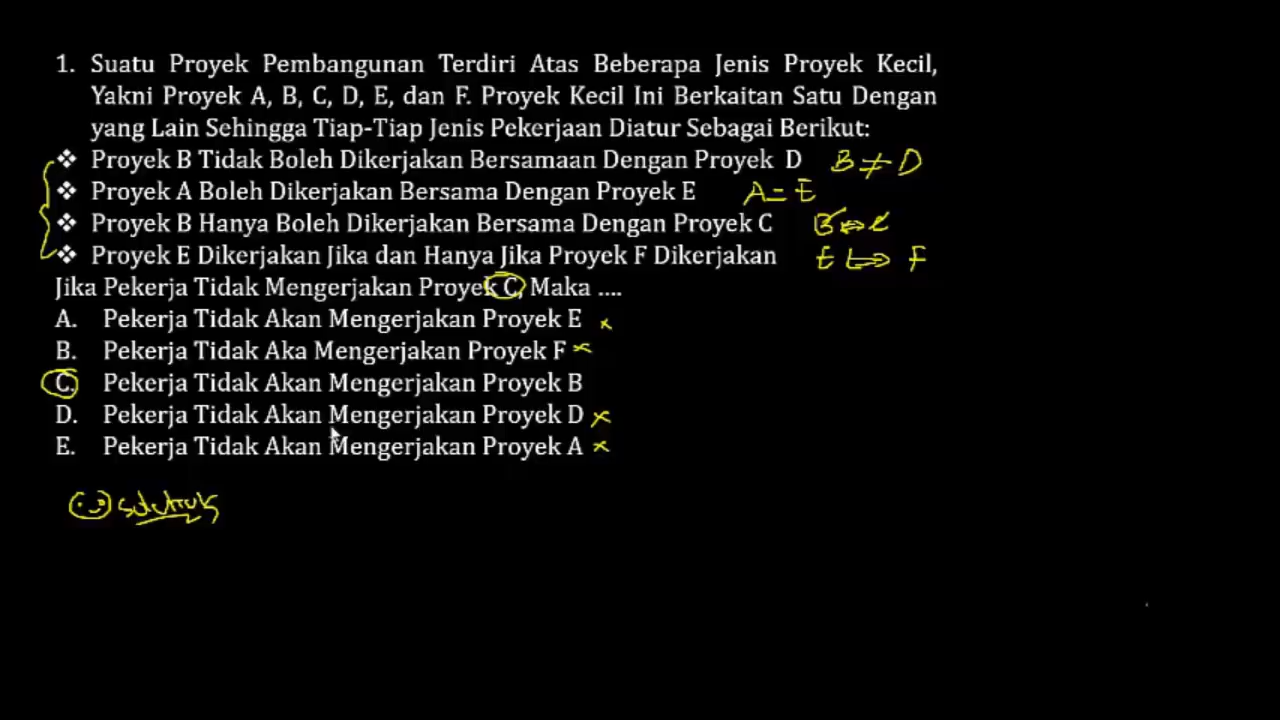 1. Suatu Proyek Pembangunan Terdiri Atas Beberapa Jenis Proyek Kecil,
Yakni Proyek A, B, C, D, E, dan F. Proyek Kecil Ini Berkaitan Satu Dengan
yang Lain Sehingga Tiap-Tiap Jenis Pekerjaan Diatur Sebagai Berikut:
❖ Proyek B Tidak Boleh Dikerjakan Bersamaan Dengan Proyek D B ≠ D
❖ Proyek A Boleh Dikerjakan Bersama Dengan Proyek E A = E
❖ Proyek B Hanya Boleh Dikerjakan Bersama Dengan Proyek C B ⇔ C
❖ Proyek E Dikerjakan Jika dan Hanya Jika Proyek F Dikerjakan E ⇔ F
Jika Pekerja Tidak Mengerjakan Proyek C, Maka ....
A. Pekerja Tidak Akan Mengerjakan Proyek E ×
B. Pekerja Tidak Aka Mengerjakan Proyek F ×
C. Pekerja Tidak Akan Mengerjakan Proyek B
D. Pekerja Tidak Akan Mengerjakan Proyek D ×
E. Pekerja Tidak Akan Mengerjakan Proyek A ×